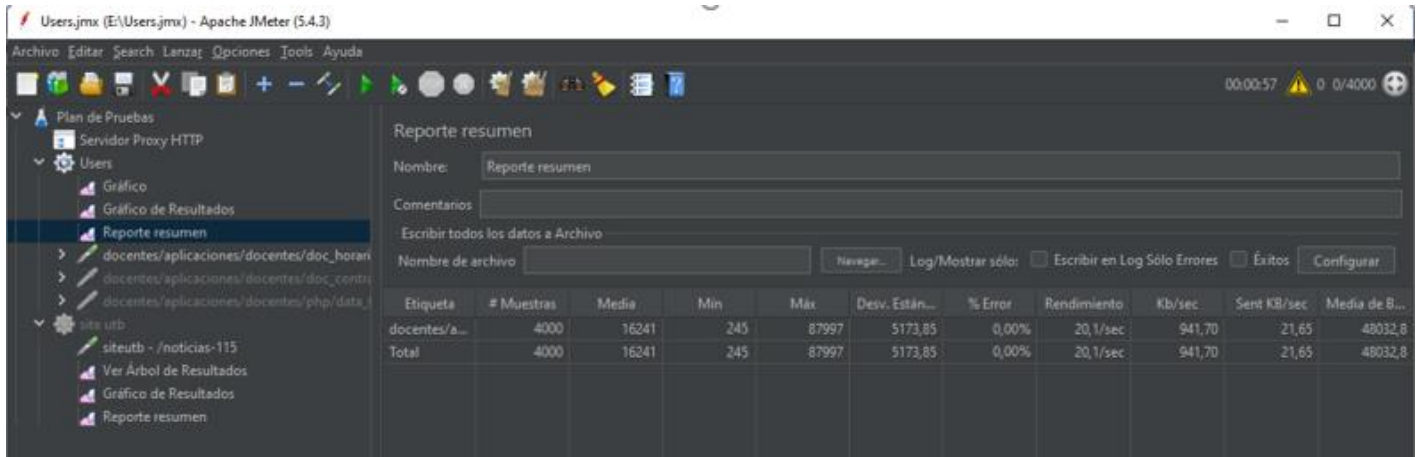 Users.jmx (E:\Users.jmx) - Apache JMeter (5.4.3)
Archivo Editar Search Lanzar Opciones Tools Ayuda
00:00:57 0 0/4000
Plan de Pruebas
Servidor Proxy HTTP
Users
Gráfico
Gráfico de Resultados
Reporte resumen
docentes/aplicaciones/docentes/doc_horari
docentes/aplicaciones/docentes/doc_contr
docentes/aplicaciones/docentes/php/data_
site utb
siteutb - /noticias-115
Ver Árbol de Resultados
Gráfico de Resultados
Reporte resumen
Reporte resumen
Nombre: Reporte resumen
Comentarios
Escribir todos los datos a Archivo
Nombre de archivo Navegar... Log/Mostrar sólo: Escribir en Log Sólo Errores Éxitos Configurar
Etiqueta # Muestras Media Mín Máx Desv. Están... % Error Rendimiento Kb/sec Sent KB/sec Media de B...
docentes/a... 4000 16241 245 87997 5173,85 0,00% 20,1/sec 941,70 21,65 48032,8
Total 4000 16241 245 87997 5173,85 0,00% 20,1/sec 941,70 21,65 48032,8